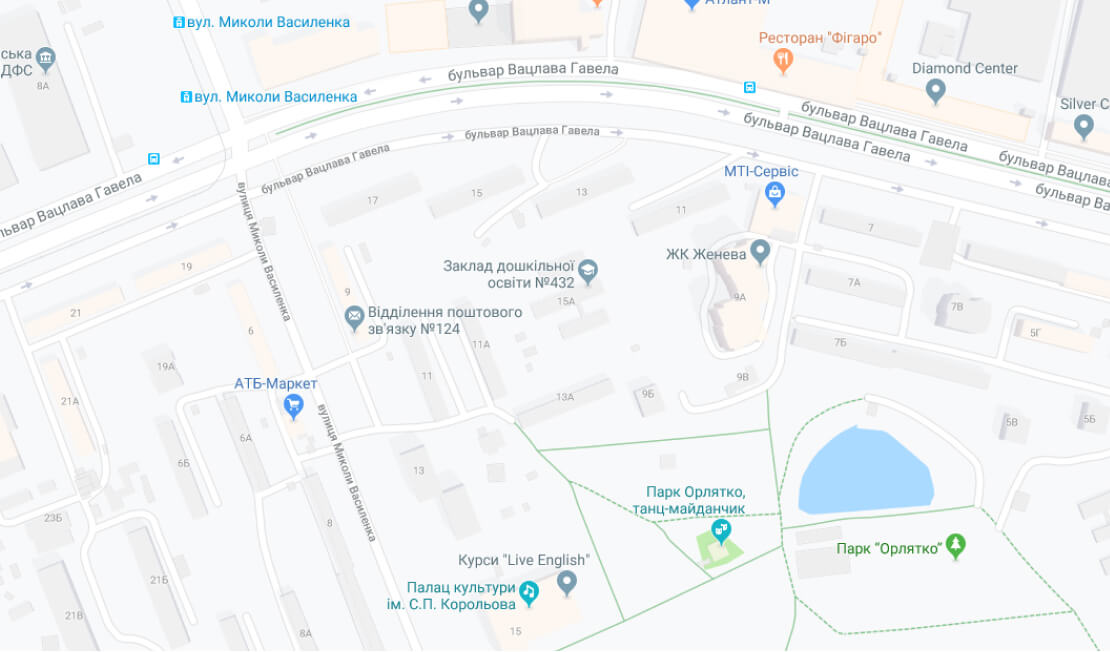 вул. Миколи Василенка
Атлант-М
Ресторан "Фігаро"
ська
ДФС
8А
бульвар Вацлава Гавела
Diamond Center
вул. Миколи Василенка
Silver C
бульвар Вацлава Гавела
бульвар Вацлава Гавела
бульвар Вацлава Гавела
бульвар Вацлава Гавела
бульвар Вацлава
бульвар Вацлава Гавела
бульвар Ва
МТІ-Сервіс
17
15
13
11
7
вулиця Миколи Василенка
ЖК Женева
19
Заклад дошкільної
освіти №432
15А
9
7А
9А
7В
21
6
Відділення поштового
зв'язку №124
5Г
11А
7Б
19А
11
9В
АТБ-Маркет
21А
13А
9Б
вулиця Миколи Василенка
5В
5Б
6А
6Б
13
Парк Орлятко,
танц-майданчик
23Б
8
Парк "Орлятко"
Курси "Live English"
21Б
Палац культури
ім. С.П. Корольова
21В
8А
15